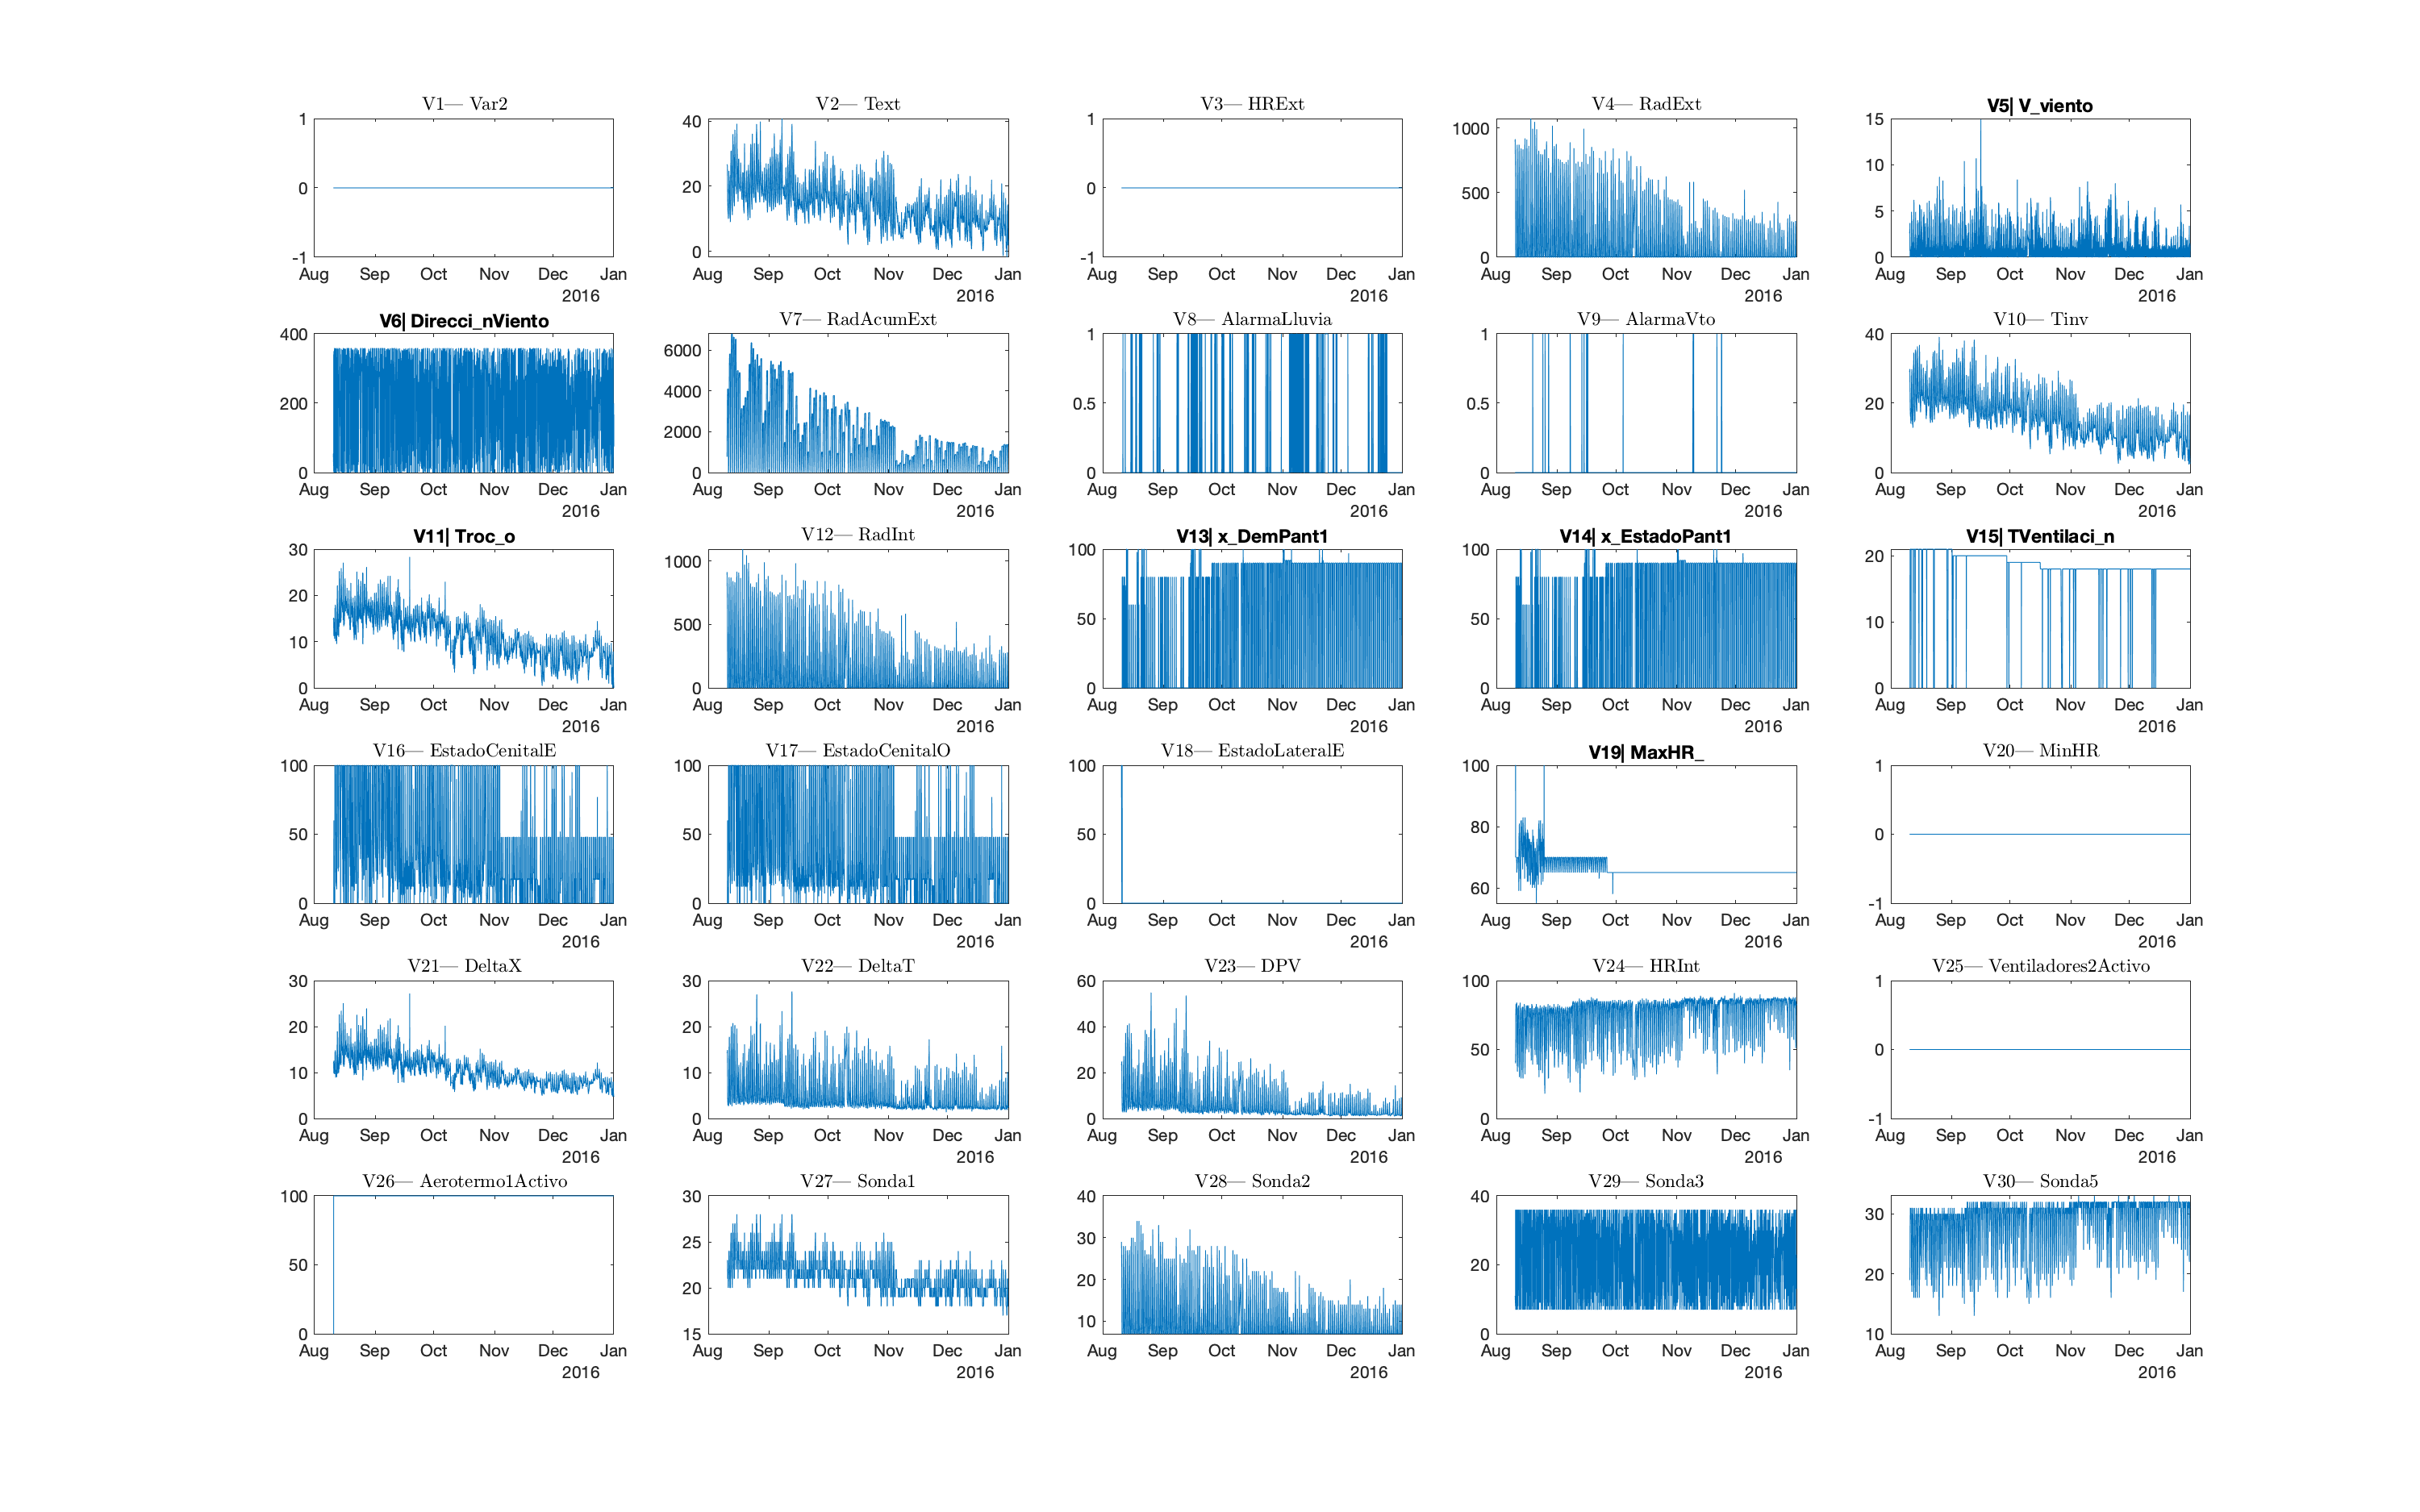 V1— Var2
1
0
-1
Aug Sep Oct Nov Dec Jan
2016
V2— Text
40
20
0
Aug Sep Oct Nov Dec Jan
2016
V3— HRExt
1
0
-1
Aug Sep Oct Nov Dec Jan
2016
V4— RadExt
1000
500
0
Aug Sep Oct Nov Dec Jan
2016
V5| V_viento
15
10
5
0
Aug Sep Oct Nov Dec Jan
2016
V6| Direcci_nViento
400
200
0
Aug Sep Oct Nov Dec Jan
2016
V7— RadAcumExt
6000
4000
2000
0
Aug Sep Oct Nov Dec Jan
2016
V8— AlarmaLluvia
1
0.5
0
Aug Sep Oct Nov Dec Jan
2016
V9— AlarmaVto
1
0.5
0
Aug Sep Oct Nov Dec Jan
2016
V10— Tinv
40
20
0
Aug Sep Oct Nov Dec Jan
2016
V11| Troc_o
30
20
10
0
Aug Sep Oct Nov Dec Jan
2016
V12— RadInt
1000
500
0
Aug Sep Oct Nov Dec Jan
2016
V13| x_DemPant1
100
50
0
Aug Sep Oct Nov Dec Jan
2016
V14| x_EstadoPant1
100
50
0
Aug Sep Oct Nov Dec Jan
2016
V15| TVentilaci_n
20
10
0
Aug Sep Oct Nov Dec Jan
2016
V16— EstadoCenitalE
100
50
0
Aug Sep Oct Nov Dec Jan
2016
V17— EstadoCenitalO
100
50
0
Aug Sep Oct Nov Dec Jan
2016
V18— EstadoLateralE
100
50
0
Aug Sep Oct Nov Dec Jan
2016
V19| MaxHR_
100
80
60
Aug Sep Oct Nov Dec Jan
2016
V20— MinHR
1
0
-1
Aug Sep Oct Nov Dec Jan
2016
V21— DeltaX
30
20
10
0
Aug Sep Oct Nov Dec Jan
2016
V22— DeltaT
30
20
10
0
Aug Sep Oct Nov Dec Jan
2016
V23— DPV
60
40
20
0
Aug Sep Oct Nov Dec Jan
2016
V24— HRInt
100
50
0
Aug Sep Oct Nov Dec Jan
2016
V25— Ventiladores2Activo
1
0
-1
Aug Sep Oct Nov Dec Jan
2016
V26— Aerotermo1Activo
100
50
0
Aug Sep Oct Nov Dec Jan
2016
V27— Sonda1
30
25
20
15
Aug Sep Oct Nov Dec Jan
2016
V28— Sonda2
40
30
20
10
Aug Sep Oct Nov Dec Jan
2016
V29— Sonda3
40
20
0
Aug Sep Oct Nov Dec Jan
2016
V30— Sonda5
30
20
10
Aug Sep Oct Nov Dec Jan
2016